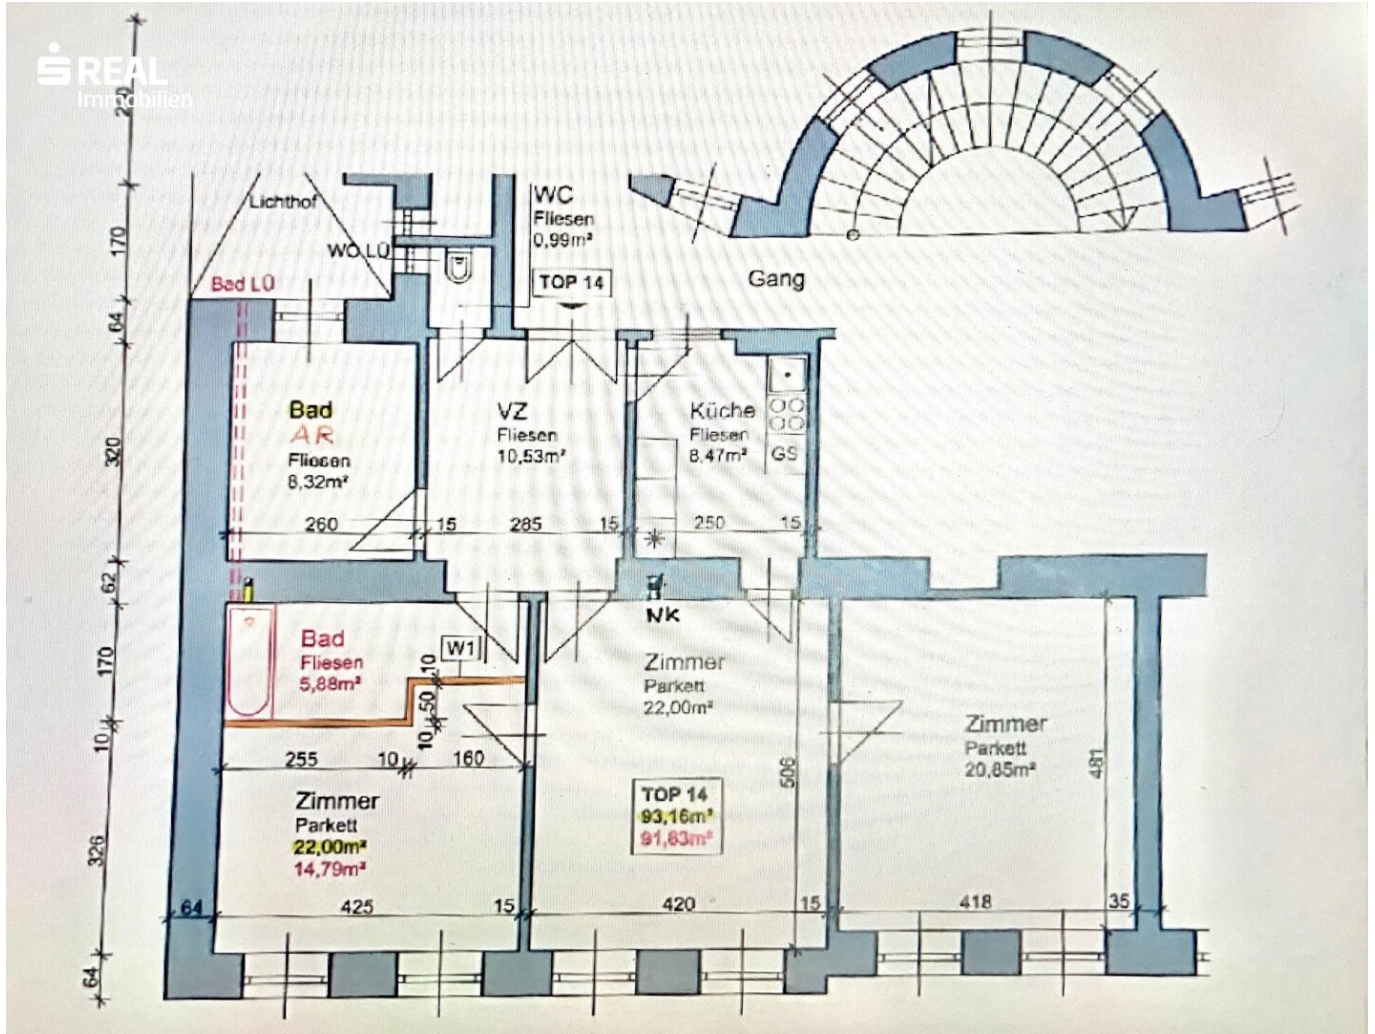 S REAL
Immobilien
220
170
64
320
62
170
10
326
64
Lichthof
WC LÜ
Bad LÜ
WC
Fliesen
0,99m²
TOP 14
Gang
Bad
AR
Fliesen
8,32m²
VZ
Fliesen
10,53m²
Küche
Fliesen
8,47m²
GS
260
15
285
15
250
15
NK
Bad
Fliesen
5,88m²
W1
10
50
10
255
10
160
Zimmer
Parkett
22,00m²
Zimmer
Parkett
20,85m²
506
481
Zimmer
Parkett
22,00m²
14,79m²
TOP 14
93,16m²
91,83m²
64
425
15
420
15
418
35